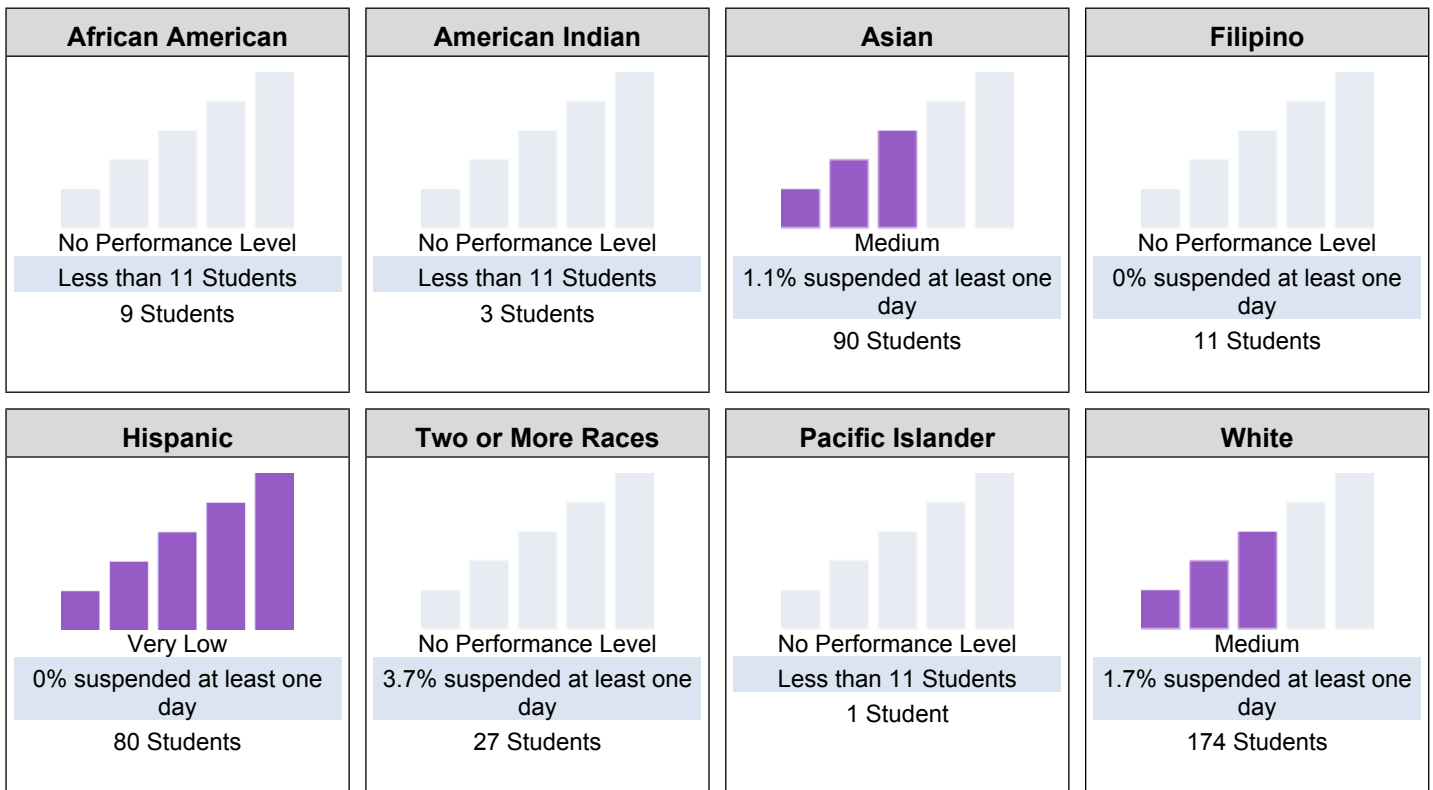 African American
No Performance Level
Less than 11 Students
9 Students
American Indian
No Performance Level
Less than 11 Students
3 Students
Asian
Medium
1.1% suspended at least one
day
90 Students
Filipino
No Performance Level
0% suspended at least one
day
11 Students
Hispanic
Very Low
0% suspended at least one
day
80 Students
Two or More Races
No Performance Level
3.7% suspended at least one
day
27 Students
Pacific Islander
No Performance Level
Less than 11 Students
1 Student
White
Medium
1.7% suspended at least one
day
174 Students